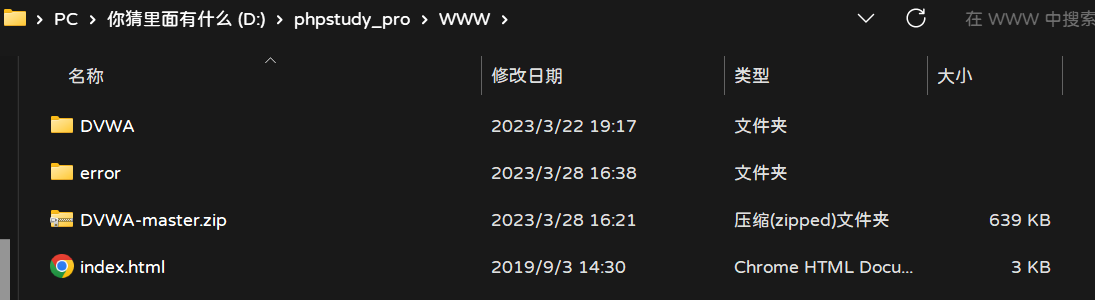 PC 你猜里面有什么 (D:) phpstudy_pro WWW 在 WWW 中搜索
名称 修改日期 类型 大小
DVWA 2023/3/22 19:17 文件夹
error 2023/3/28 16:38 文件夹
DVWA-master.zip 2023/3/28 16:21 压缩(zipped)文件夹 639 KB
index.html 2019/9/3 14:30 Chrome HTML Docu... 3 KB